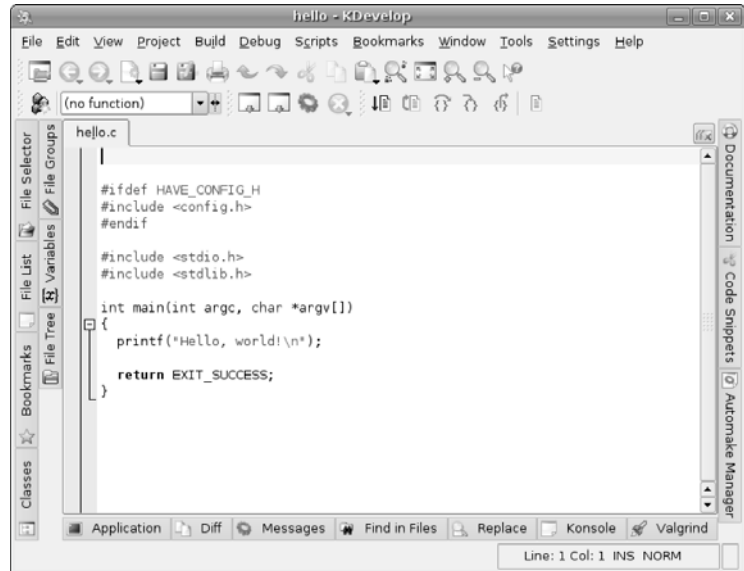 hello - KDevelop
File Edit View Project Build Debug Scripts Bookmarks Window Tools Settings Help
(no function)
hello.c
File Selector
File List
Bookmarks
Classes
File Groups
{x} Variables
File Tree
#ifdef HAVE_CONFIG_H
#include <config.h>
#endif
#include <stdio.h>
#include <stdlib.h>
int main(int argc, char *argv[])
{
printf("Hello, world!\n");
return EXIT_SUCCESS;
}
Documentation
Code Snippets
Automake Manager
Application Diff Messages Find in Files Replace Konsole Valgrind
Line: 1 Col: 1 INS NORM